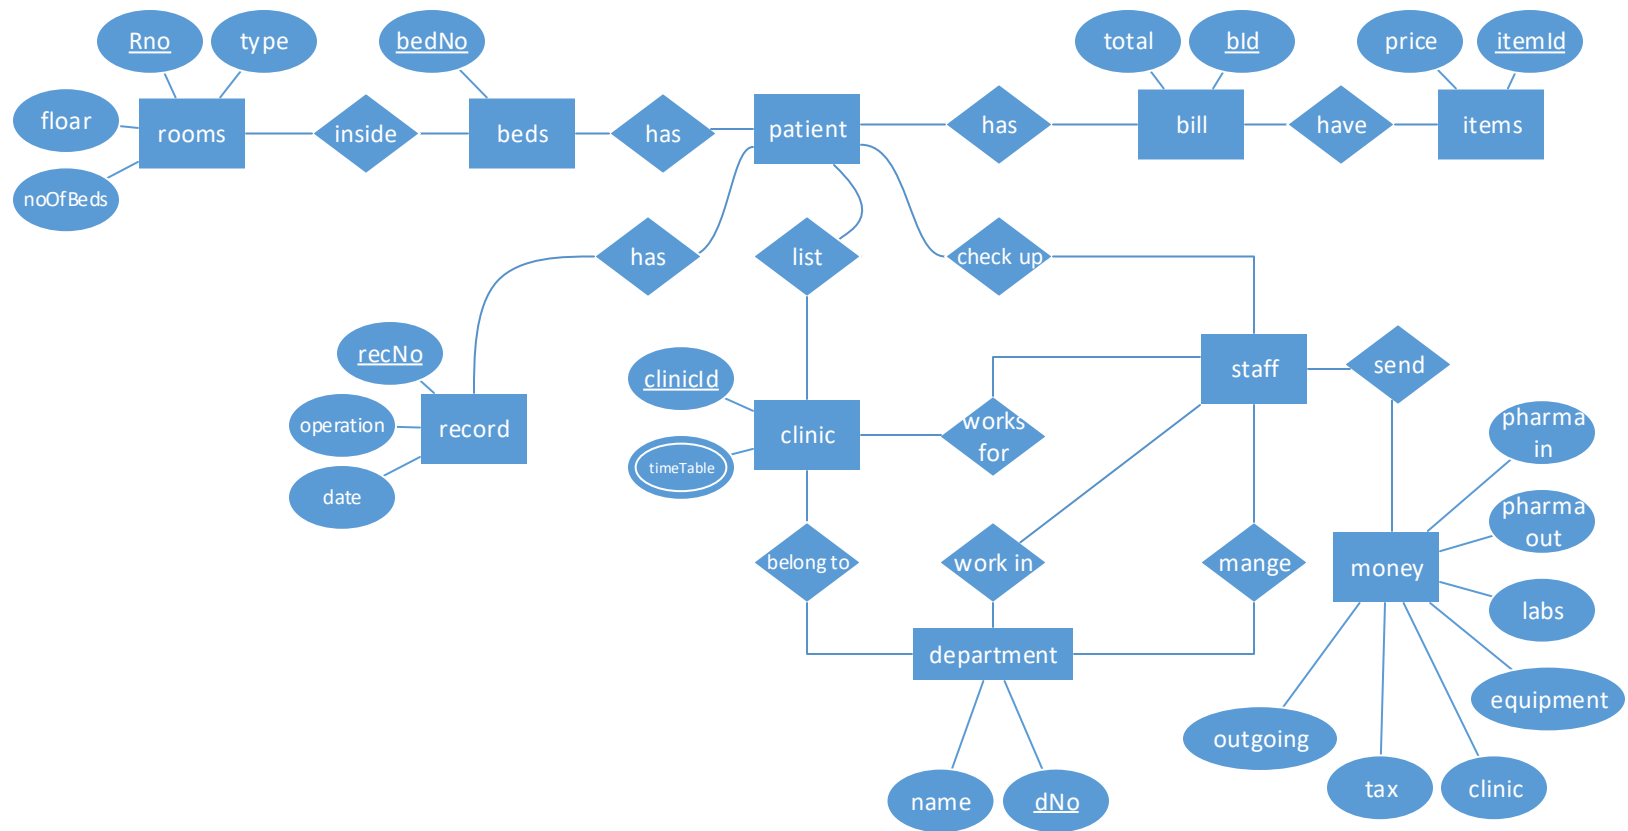 Rno
type
bedNo
total
bId
price
itemId
floar
rooms
inside
beds
has
patient
has
bill
have
items
noOfBeds
has
list
check up
recNo
clinicId
staff
send
operation
record
clinic
works
for
pharma
in
timeTable
date
pharma
out
belong to
work in
mange
money
labs
department
equipment
outgoing
tax
clinic
name
dNo